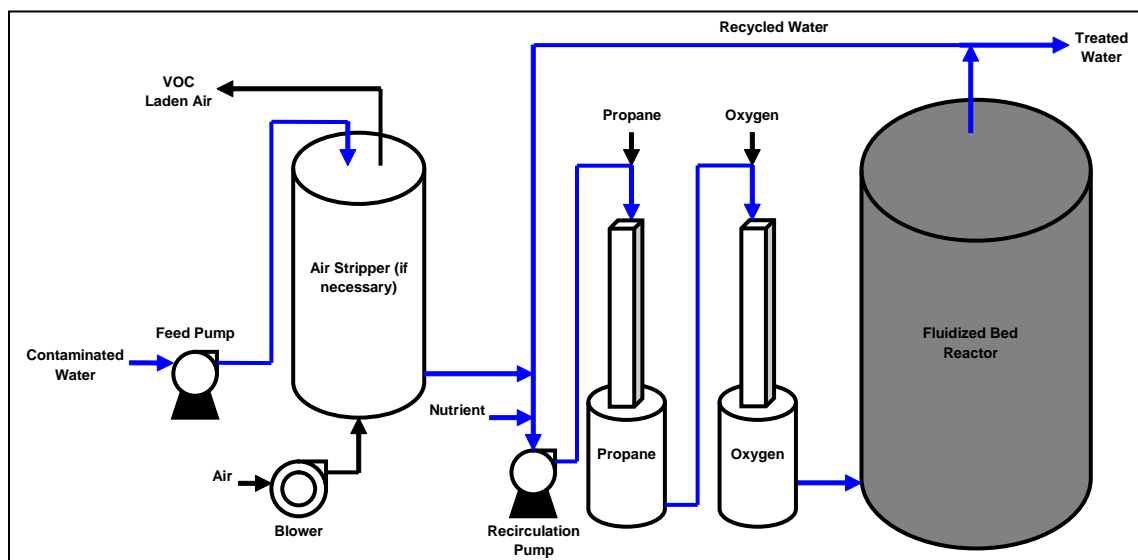 Recycled Water
Treated
Water
VOC
Laden Air
Propane
Oxygen
Air Stripper (if
necessary)
Feed Pump
Contaminated
Water
Fluidized Bed
Reactor
Nutrient
Propane
Oxygen
Air
Blower
Recirculation
Pump